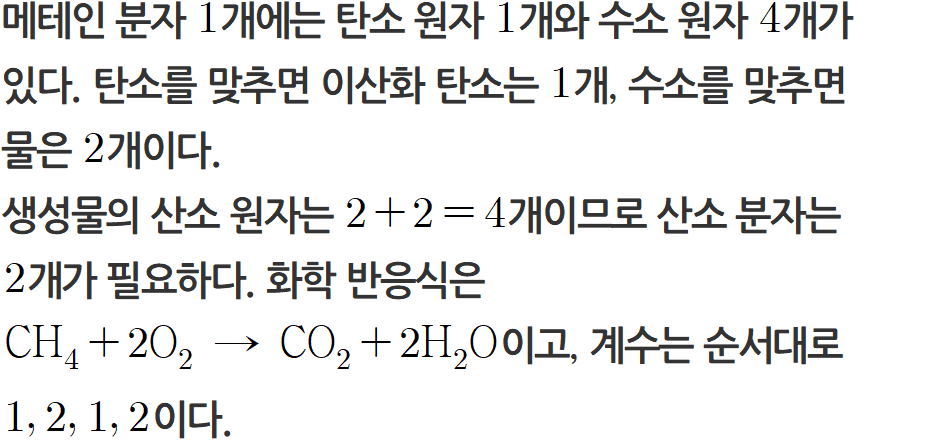 메테인 분자 1개에는 탄소 원자 1개와 수소 원자 4개가
있다. 탄소를 맞추면 이산화 탄소는 1개, 수소를 맞추면
물은 2개이다.
생성물의 산소 원자는 2+2=4개이므로 산소 분자는
2개가 필요하다. 화학 반응식은
CH₄+2O₂ → CO₂+2H₂O이고, 계수는 순서대로
1, 2, 1, 2이다.